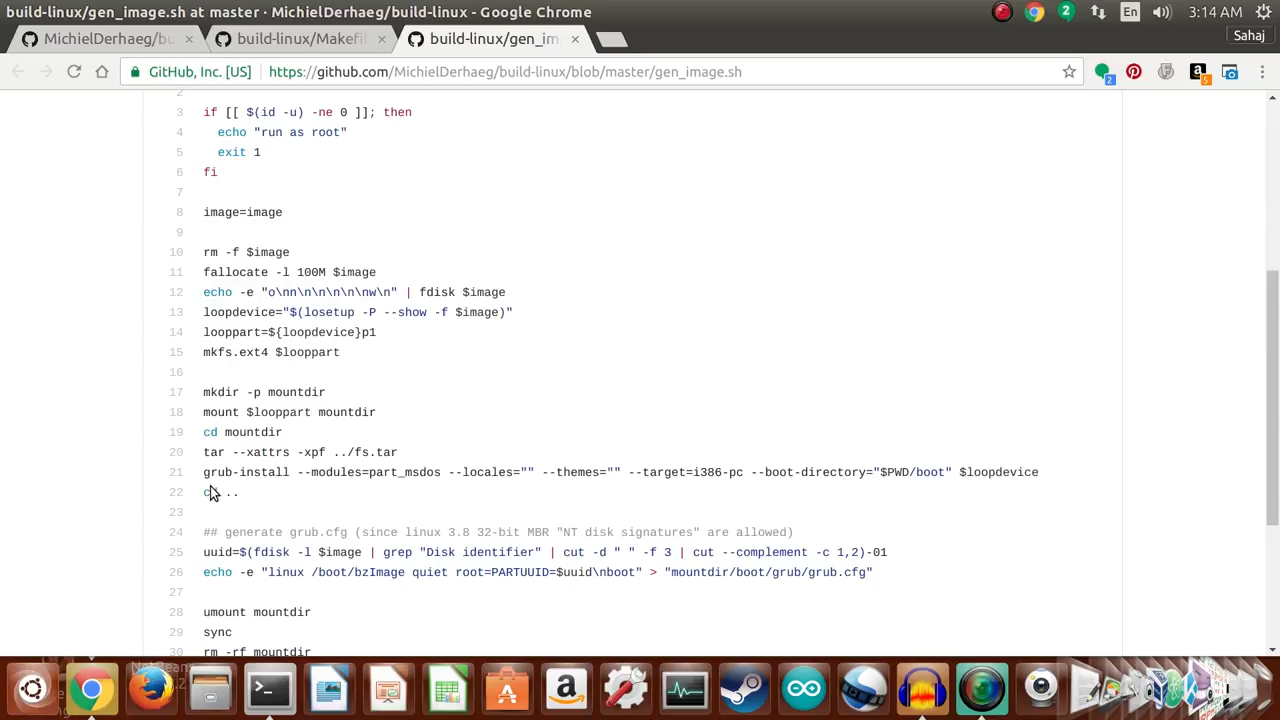 build-linux/gen_image.sh at master · MichielDerhaeg/build-linux - Google Chrome
2 En 3:14 AM
MichielDerhaeg/bu × build-linux/Makefil × build-linux/gen_im × Sahaj
GitHub, Inc. [US] https://github.com/MichielDerhaeg/build-linux/blob/master/gen_image.sh 2 5
2
3 if [[ $(id -u) -ne 0 ]]; then
4 echo "run as root"
5 exit 1
6 fi
7
8 image=image
9
10 rm -f $image
11 fallocate -l 100M $image
12 echo -e "o\nn\n\n\n\n\nw\n" | fdisk $image
13 loopdevice="$(losetup -P --show -f $image)"
14 looppart=${loopdevice}p1
15 mkfs.ext4 $looppart
16
17 mkdir -p mountdir
18 mount $looppart mountdir
19 cd mountdir
20 tar --xattrs -xpf ../fs.tar
21 grub-install --modules=part_msdos --locales="" --themes="" --target=i386-pc --boot-directory="$PWD/boot" $loopdevice
22 c ..
23
24 ## generate grub.cfg (since linux 3.8 32-bit MBR "NT disk signatures" are allowed)
25 uuid=$(fdisk -l $image | grep "Disk identifier" | cut -d " " -f 3 | cut --complement -c 1,2)-01
26 echo -e "linux /boot/bzImage quiet root=PARTUUID=$uuid\nboot" > "mountdir/boot/grub/grub.cfg"
27
28 umount mountdir
29 sync
30 rm -rf mountdir